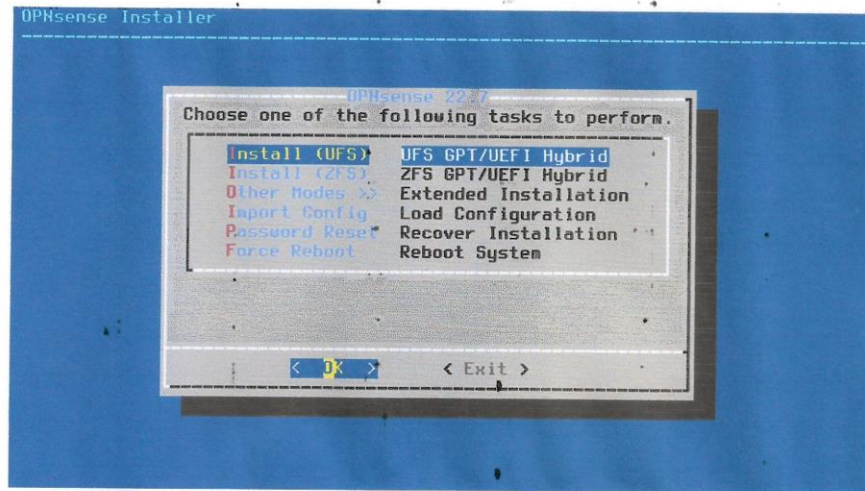 OPNsense Installer
OPNsense 22.7
Choose one of the following tasks to perform.
Install (UFS) UFS GPT/UEFI Hybrid
Install (ZFS) ZFS GPT/UEFI Hybrid
Other Modes >> Extended Installation
Import Config Load Configuration
Password Reset Recover Installation
Force Reboot Reboot System
< OK > < Exit >